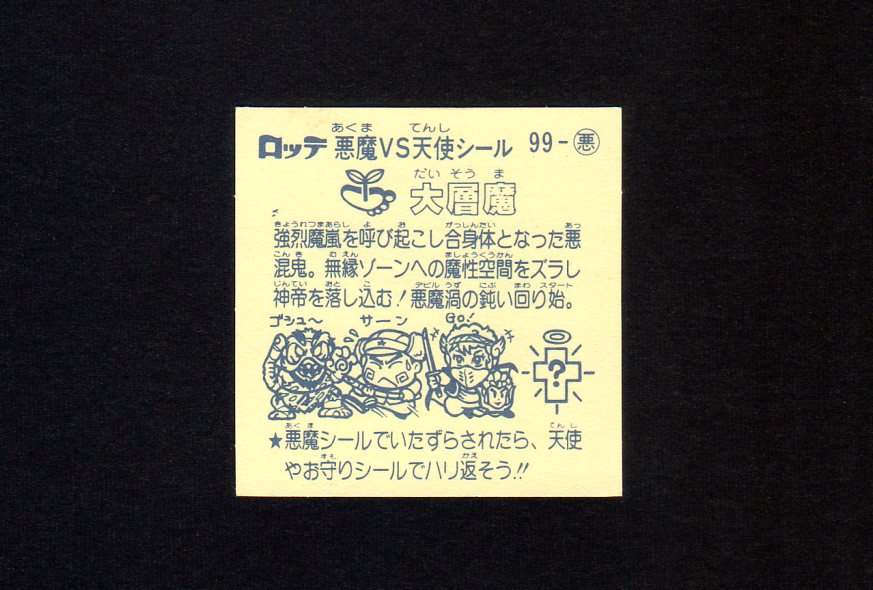 ロッテ 悪魔VS天使シール 99-悪
大層魔
強烈魔嵐を呼び起こし合身体となった悪
混鬼。無縁ゾーンへの魔性空間をズラし
神帝を落し込む!悪魔渦の鈍い回り始。
ゴシュ〜 サーン GO!
?
★悪魔シールでいたずらされたら、天使
やお守りシールでハリ返そう!!